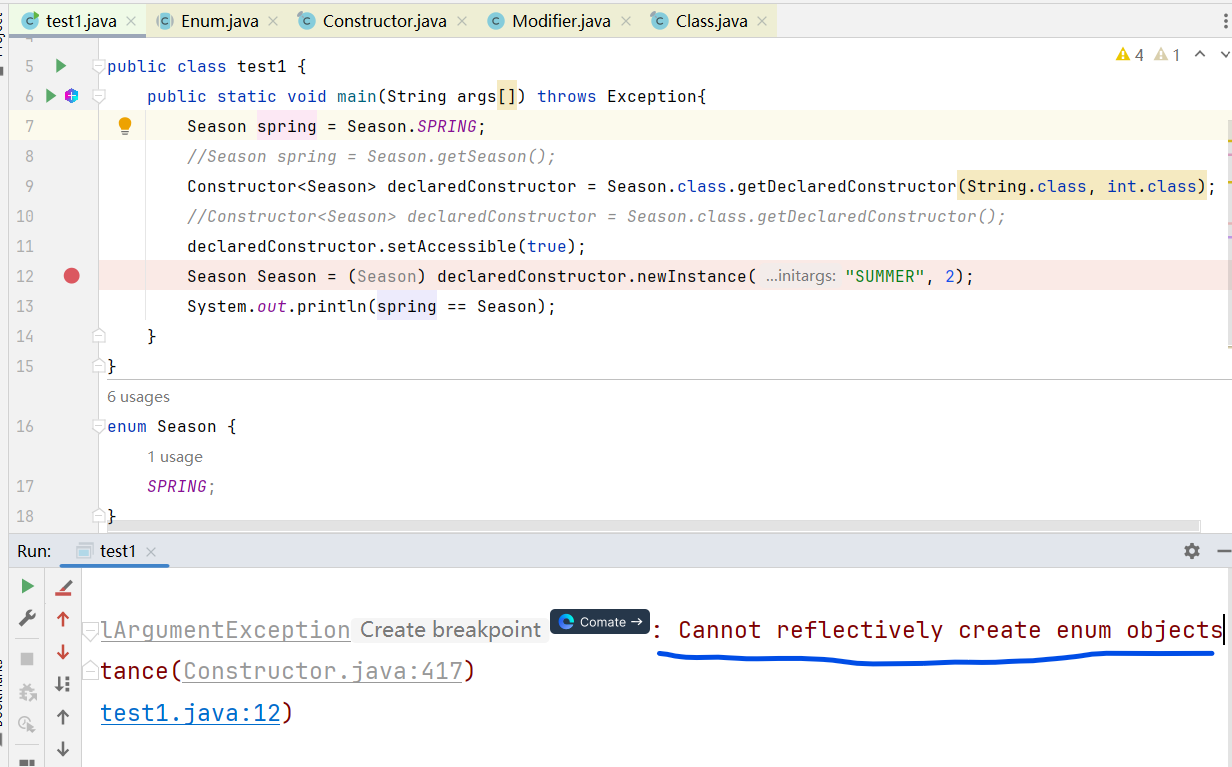 test1.java Enum.java Constructor.java Modifier.java Class.java
4 1
5 public class test1 {
6 public static void main(String args[]) throws Exception{
7 Season spring = Season.SPRING;
8 //Season spring = Season.getSeason();
9 Constructor<Season> declaredConstructor = Season.class.getDeclaredConstructor(String.class, int.class);
10 //Constructor<Season> declaredConstructor = Season.class.getDeclaredConstructor();
11 declaredConstructor.setAccessible(true);
12 Season Season = (Season) declaredConstructor.newInstance( ...initargs: "SUMMER", 2);
13 System.out.println(spring == Season);
14 }
15 }
6 usages
16 enum Season {
1 usage
17 SPRING;
18 }
Run: test1
lArgumentException Create breakpoint Comate → : Cannot reflectively create enum objects
tance(Constructor.java:417)
test1.java:12)